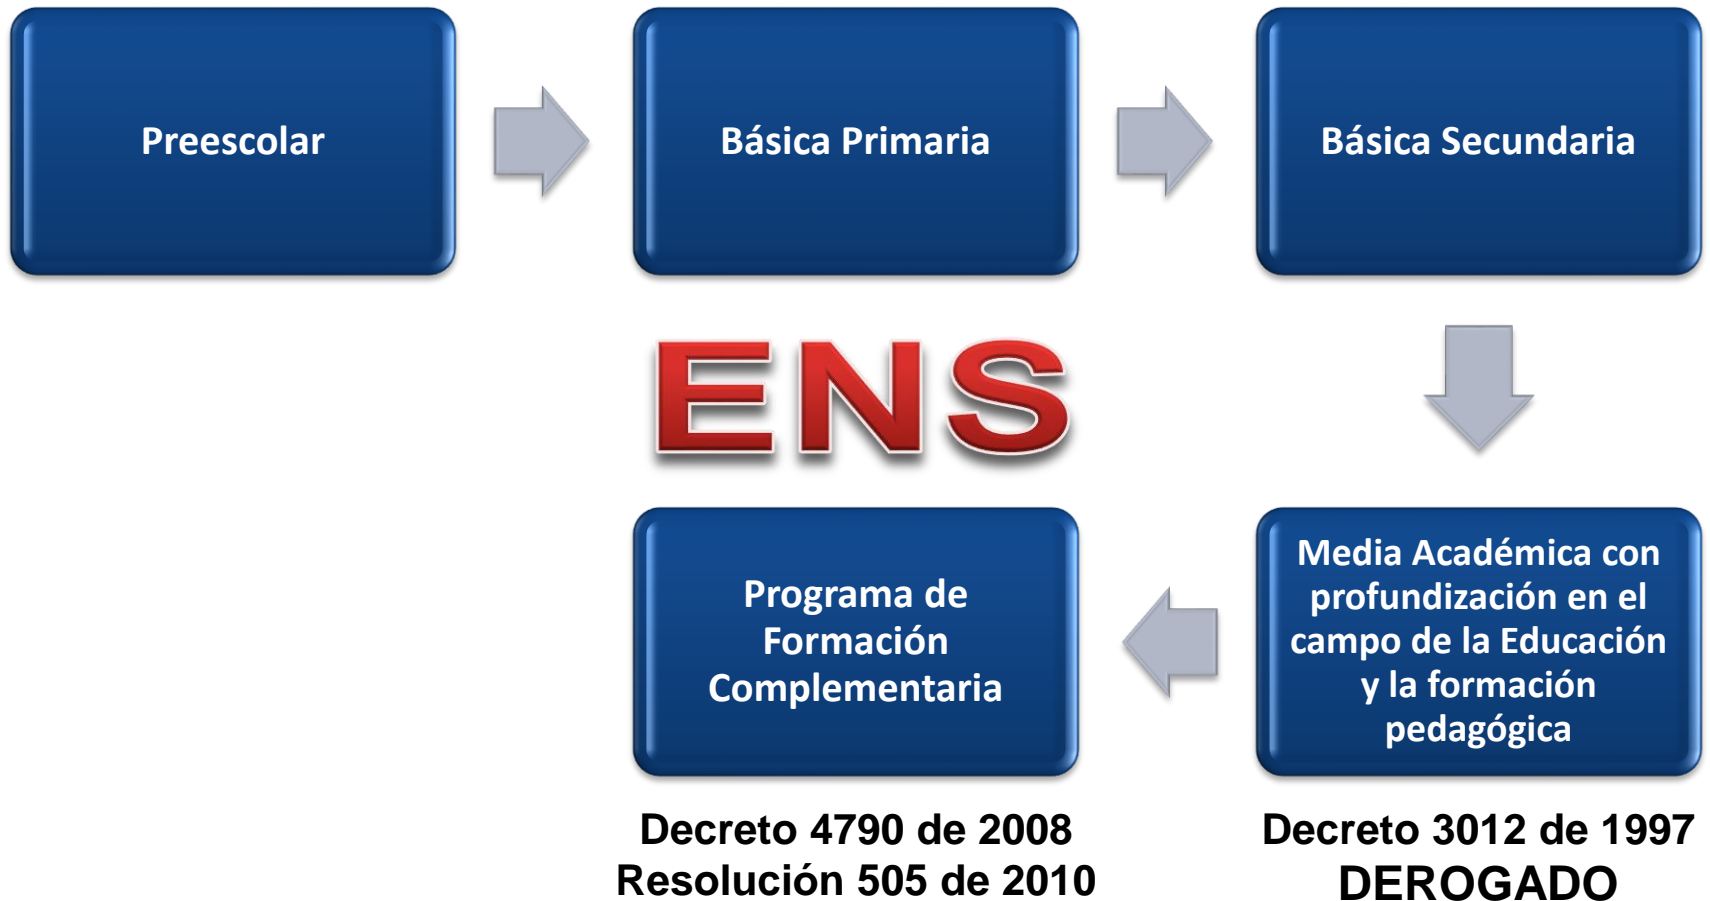 Preescolar
Básica Primaria
Básica Secundaria
ENS
Programa de
Formación
Complementaria
Media Académica con
profundización en el
campo de la Educación
y la formación
pedagógica
Decreto 4790 de 2008
Resolución 505 de 2010
Decreto 3012 de 1997
DEROGADO